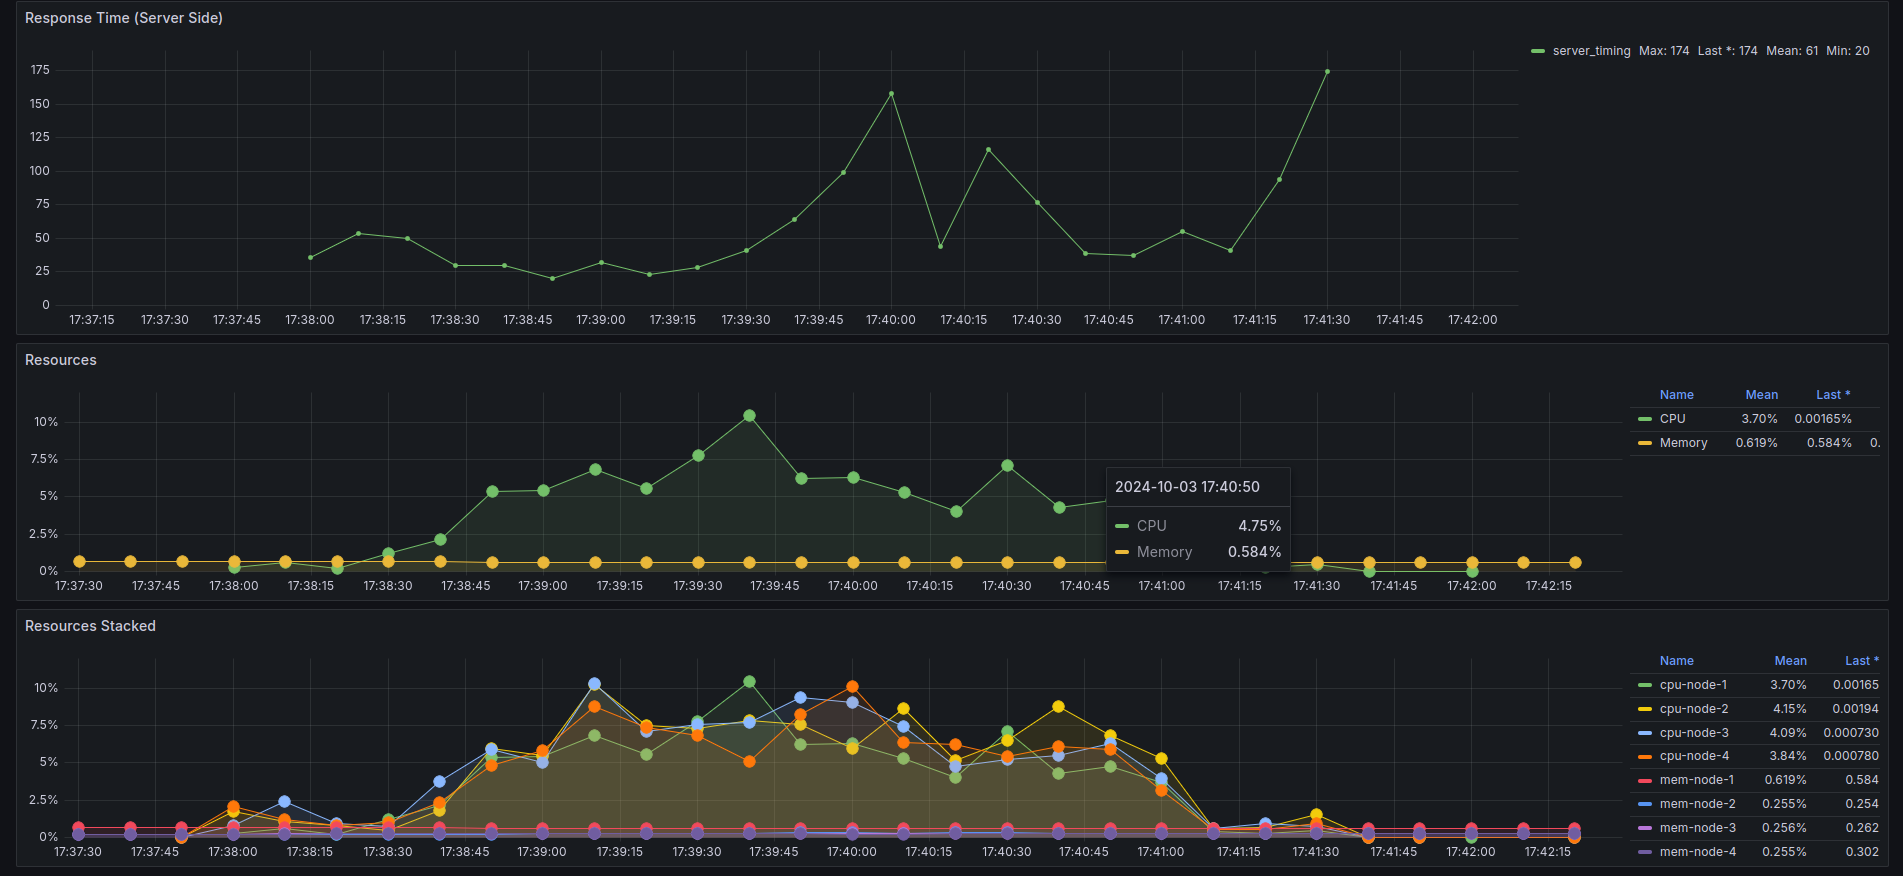 Response Time (Server Side)
server_timing Max: 174 Last *: 174 Mean: 61 Min: 20
175
150
125
100
75
50
25
0
17:37:15 17:37:30 17:37:45 17:38:00 17:38:15 17:38:30 17:38:45 17:39:00 17:39:15 17:39:30 17:39:45 17:40:00 17:40:15 17:40:30 17:40:45 17:41:00 17:41:15 17:41:30 17:41:45 17:42:00
Resources
Name Mean Last *
CPU 3.70% 0.00165%
Memory 0.619% 0.584% 0.
10%
7.5%
5%
2.5%
0%
2024-10-03 17:40:50
CPU 4.75%
Memory 0.584%
17:37:30 17:37:45 17:38:00 17:38:15 17:38:30 17:38:45 17:39:00 17:39:15 17:39:30 17:39:45 17:40:00 17:40:15 17:40:30 17:40:45 17:41:00 17:41:15 17:41:30 17:41:45 17:42:00 17:42:15
Resources Stacked
Name Mean Last *
cpu-node-1 3.70% 0.00165
cpu-node-2 4.15% 0.00194
cpu-node-3 4.09% 0.000730
cpu-node-4 3.84% 0.000780
mem-node-1 0.619% 0.584
mem-node-2 0.255% 0.254
mem-node-3 0.256% 0.262
mem-node-4 0.255% 0.302
10%
7.5%
5%
2.5%
0%
17:37:30 17:37:45 17:38:00 17:38:15 17:38:30 17:38:45 17:39:00 17:39:15 17:39:30 17:39:45 17:40:00 17:40:15 17:40:30 17:40:45 17:41:00 17:41:15 17:41:30 17:41:45 17:42:00 17:42:15